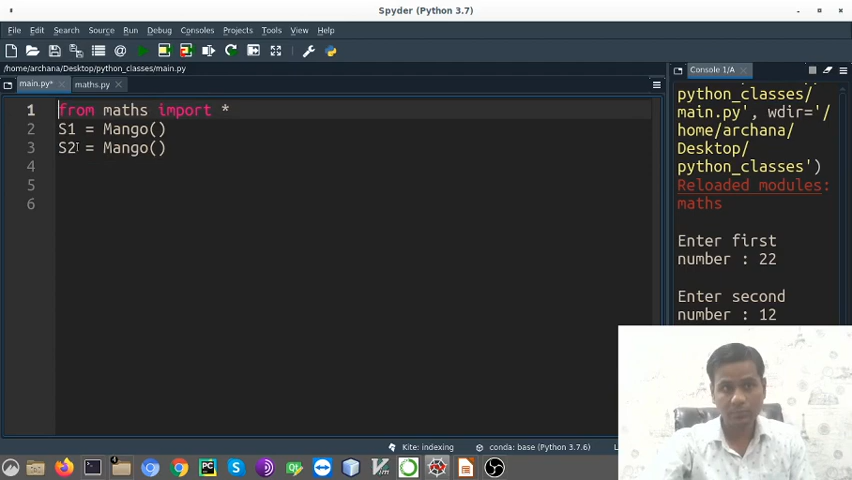 Spyder (Python 3.7)
File Edit Search Source Run Debug Consoles Projects Tools View Help
/home/archana/Desktop/python_classes/main.py
main.py* maths.py
1 from maths import *
2 S1 = Mango()
3 S2 = Mango()
4
5
6
Console 1/A
python_classes/
main.py', wdir='/
home/archana/
Desktop/
python_classes')
Reloaded modules:
maths
Enter first
number : 22
Enter second
number : 12
Kite: indexing conda: base (Python 3.7.6)